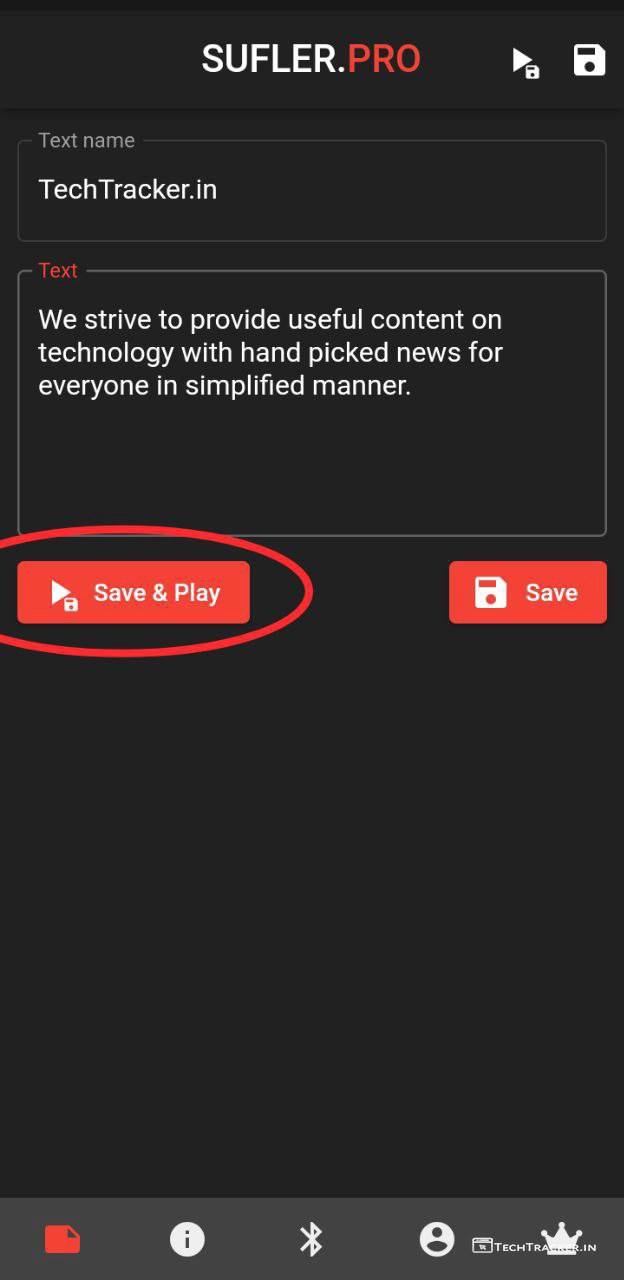 SUFLER.PRO
Text name
TechTracker.in
Text
We strive to provide useful content on
technology with hand picked news for
everyone in simplified manner.
Save & Play
Save
TechTracker.in